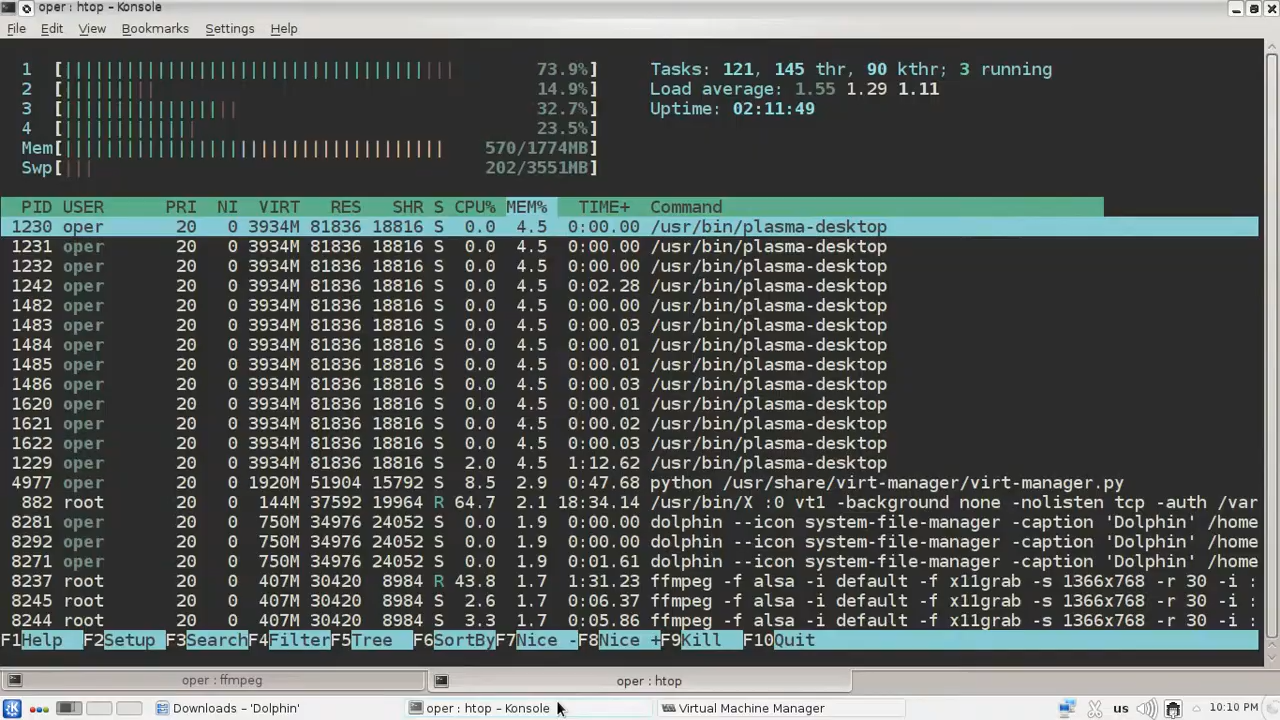 oper : htop – Konsole
File Edit View Bookmarks Settings Help
1 [ 73.9%] Tasks: 121, 145 thr, 90 kthr; 3 running
2 [ 14.9%] Load average: 1.55 1.29 1.11
3 [ 32.7%] Uptime: 02:11:49
4 [ 23.5%]
Mem[ 570/1774MB]
Swp[ 202/3551MB]
PID USER PRI NI VIRT RES SHR S CPU% MEM% TIME+ Command
1230 oper 20 0 3934M 81836 18816 S 0.0 4.5 0:00.00 /usr/bin/plasma-desktop
1231 oper 20 0 3934M 81836 18816 S 0.0 4.5 0:00.00 /usr/bin/plasma-desktop
1232 oper 20 0 3934M 81836 18816 S 0.0 4.5 0:00.00 /usr/bin/plasma-desktop
1242 oper 20 0 3934M 81836 18816 S 0.0 4.5 0:02.28 /usr/bin/plasma-desktop
1482 oper 20 0 3934M 81836 18816 S 0.0 4.5 0:00.00 /usr/bin/plasma-desktop
1483 oper 20 0 3934M 81836 18816 S 0.0 4.5 0:00.03 /usr/bin/plasma-desktop
1484 oper 20 0 3934M 81836 18816 S 0.0 4.5 0:00.01 /usr/bin/plasma-desktop
1485 oper 20 0 3934M 81836 18816 S 0.0 4.5 0:00.01 /usr/bin/plasma-desktop
1486 oper 20 0 3934M 81836 18816 S 0.0 4.5 0:00.03 /usr/bin/plasma-desktop
1620 oper 20 0 3934M 81836 18816 S 0.0 4.5 0:00.01 /usr/bin/plasma-desktop
1621 oper 20 0 3934M 81836 18816 S 0.0 4.5 0:00.02 /usr/bin/plasma-desktop
1622 oper 20 0 3934M 81836 18816 S 0.0 4.5 0:00.03 /usr/bin/plasma-desktop
1229 oper 20 0 3934M 81836 18816 S 2.0 4.5 1:12.62 /usr/bin/plasma-desktop
4977 oper 20 0 1920M 51904 15792 S 8.5 2.9 0:47.68 python /usr/share/virt-manager/virt-manager.py
882 root 20 0 144M 37592 19964 R 64.7 2.1 18:34.14 /usr/bin/X :0 vt1 -background none -nolisten tcp -auth /var
8281 oper 20 0 750M 34976 24052 S 0.0 1.9 0:00.00 dolphin --icon system-file-manager -caption 'Dolphin' /home
8292 oper 20 0 750M 34976 24052 S 0.0 1.9 0:00.00 dolphin --icon system-file-manager -caption 'Dolphin' /home
8271 oper 20 0 750M 34976 24052 S 0.0 1.9 0:01.61 dolphin --icon system-file-manager -caption 'Dolphin' /home
8237 root 20 0 407M 30420 8984 R 43.8 1.7 1:31.23 ffmpeg -f alsa -i default -f x11grab -s 1366x768 -r 30 -i :
8245 root 20 0 407M 30420 8984 S 2.6 1.7 0:06.37 ffmpeg -f alsa -i default -f x11grab -s 1366x768 -r 30 -i :
8244 root 20 0 407M 30420 8984 S 3.3 1.7 0:05.86 ffmpeg -f alsa -i default -f x11grab -s 1366x768 -r 30 -i :
F1Help F2Setup F3SearchF4FilterF5Tree F6SortByF7Nice -F8Nice +F9Kill F10Quit
oper : ffmpeg oper : htop
Downloads – 'Dolphin' oper : htop – Konsole Virtual Machine Manager us 10:10 PM